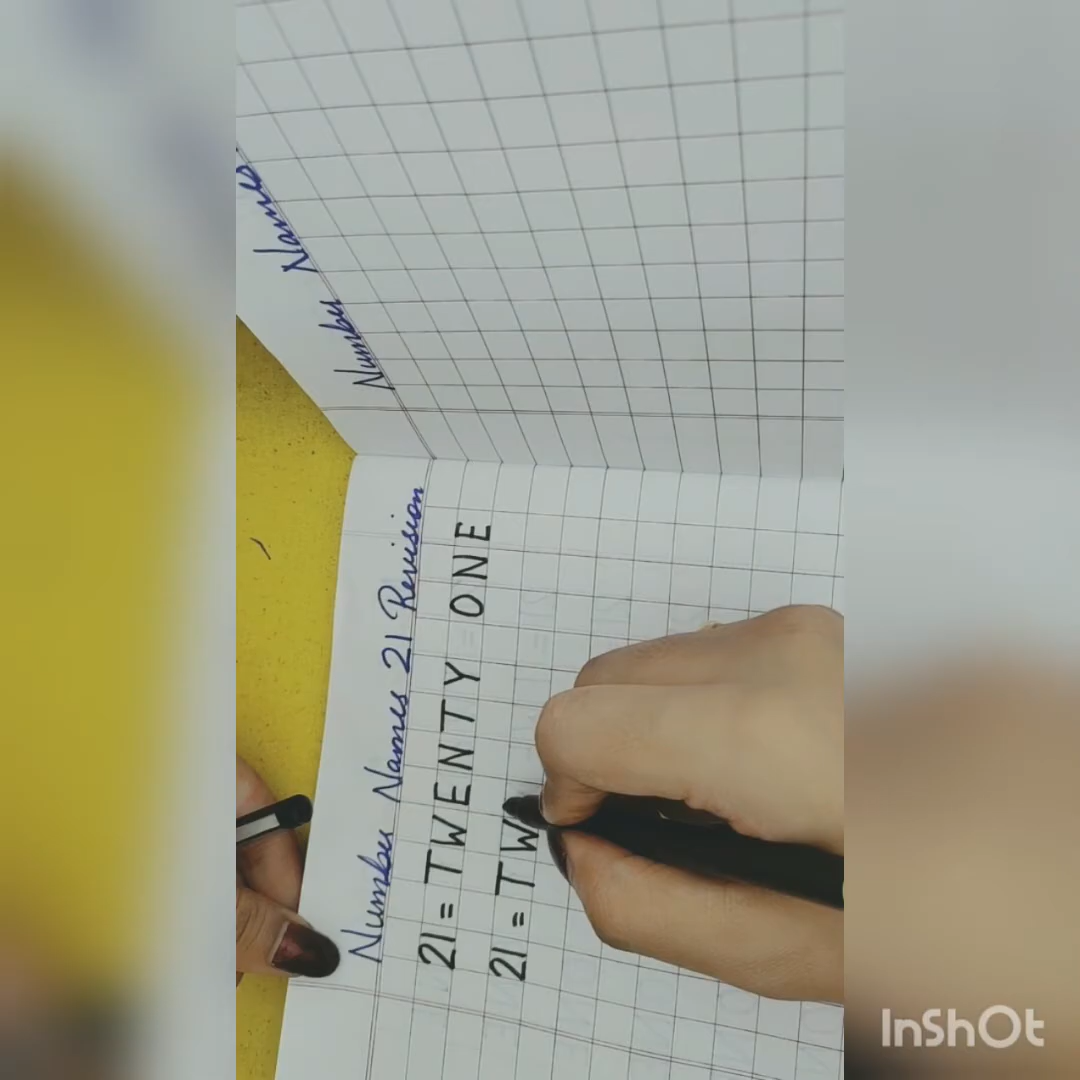 Number Names
Number Names 21 Revision
21 = TWENTY ONE
21 = TW
InShOt